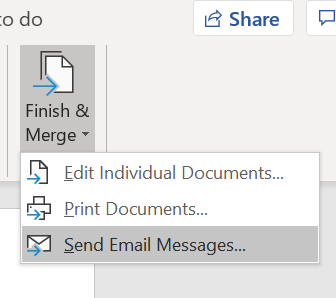 to do
Share
Finish &
Merge
Edit Individual Documents...
Print Documents...
Send Email Messages...